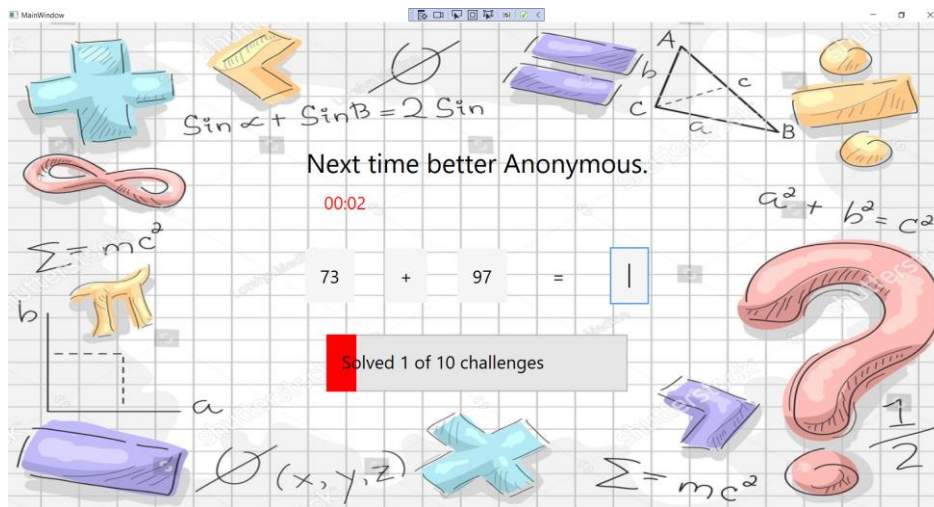 MainWindow
A
b
c
C
a
B
Sin α + Sin B = 2 Sin
Next time better Anonymous.
00:02
a² + b² = c²
Σ = mc²
π
73 + 97 =
b
Solved 1 of 10 challenges
a
?
1
2
(x, y, z)
Σ = mc²